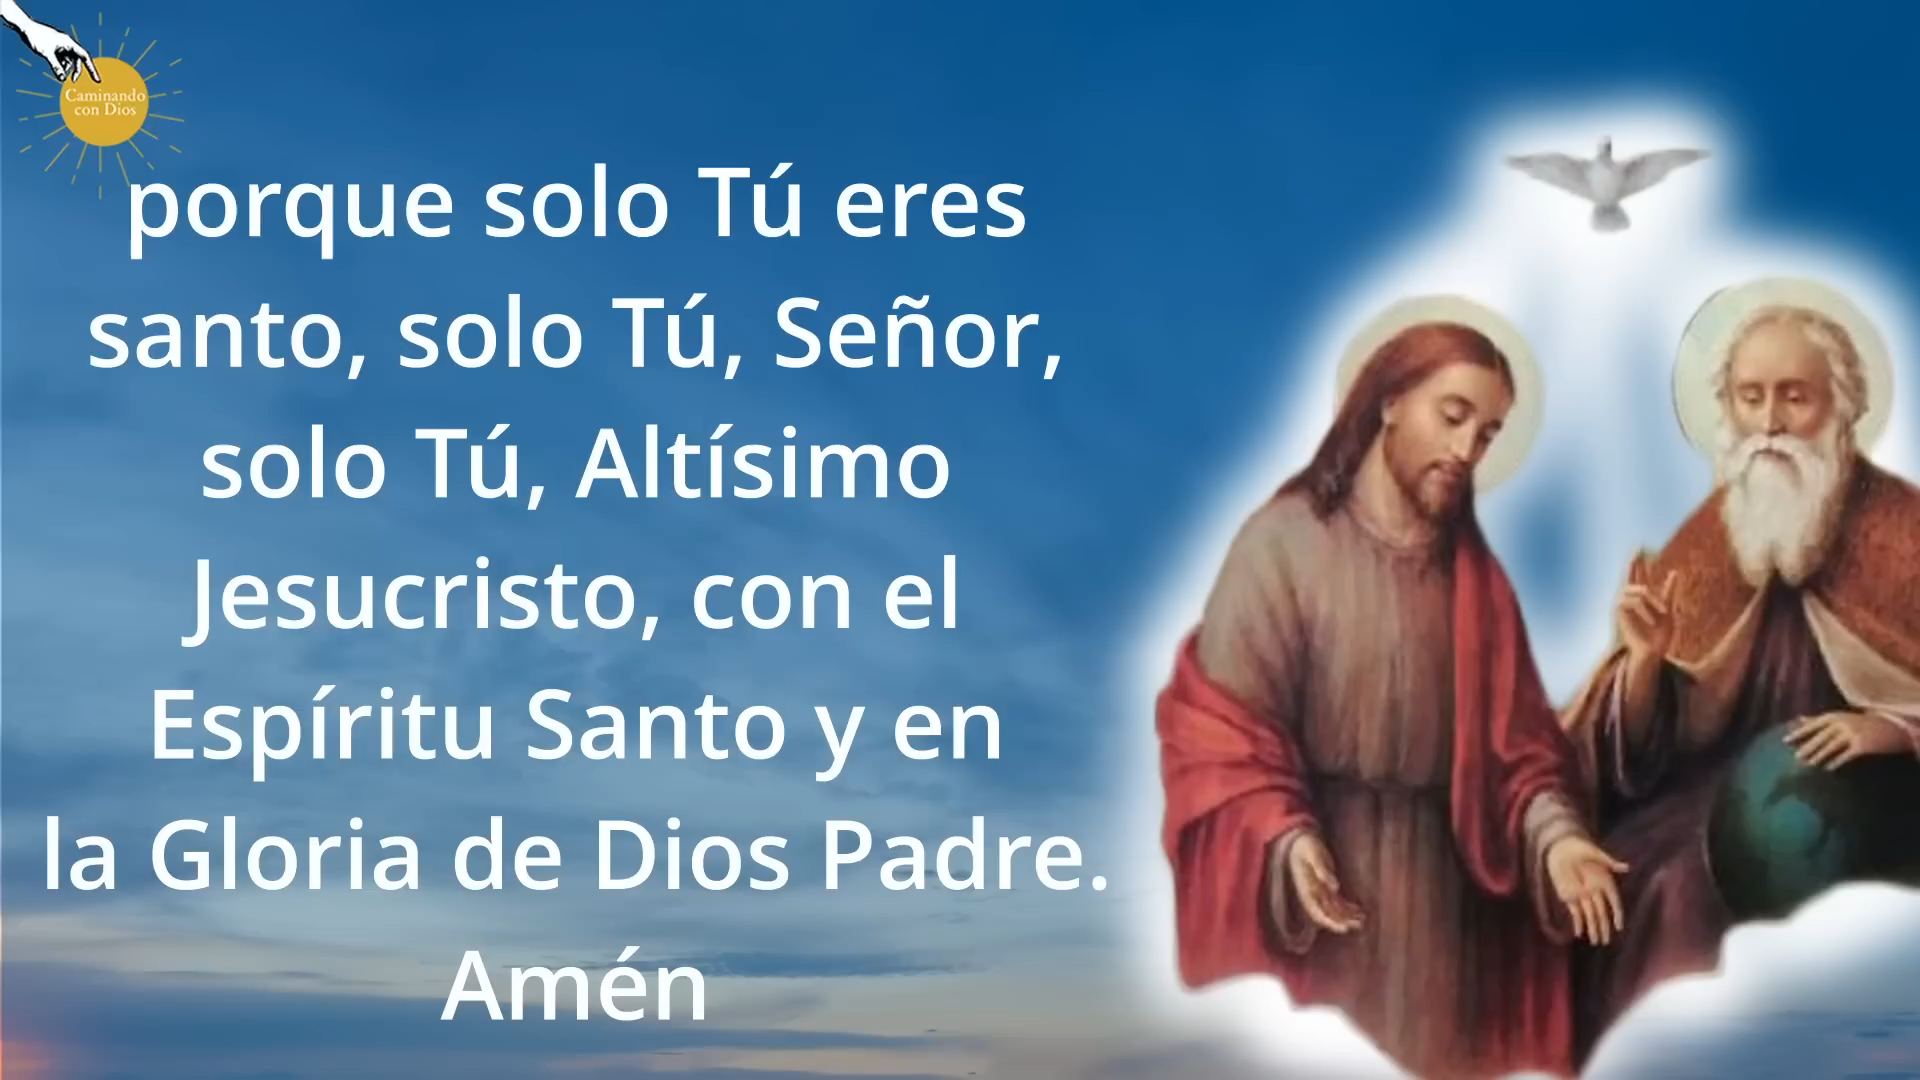 Caminando
con Dios
porque solo Tú eres
santo, solo Tú, Señor,
solo Tú, Altísimo
Jesucristo, con el
Espíritu Santo y en
la Gloria de Dios Padre.
Amén